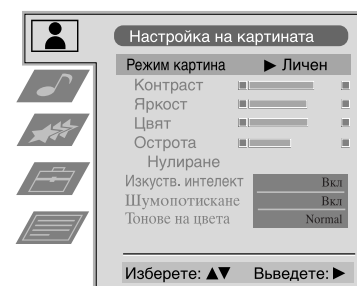 Настройка на картината
Режим картина ▶ Личен
Контраст
Яркост
Цвят
Острота
Нулиране
Изкуств. интелект Вкл
Шумопотискане Вкл
Тонове на цвета Normal
Изберете: ▲▼ Выведете: ▶